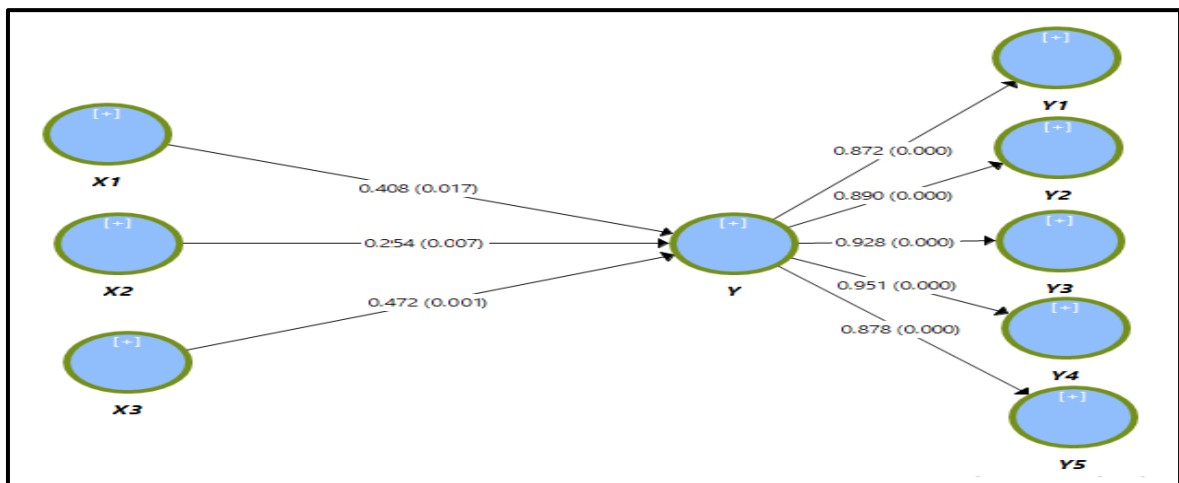 [+]
Y1
[+]
X1
0.872 (0.000)
[+]
Y2
0.408 (0.017)
0.890 (0.000)
[+]
X2
0.254 (0.007)
[+]
Y
0.928 (0.000)
[+]
Y3
0.472 (0.001)
0.951 (0.000)
[+]
X3
0.878 (0.000)
[+]
Y4
[+]
Y5